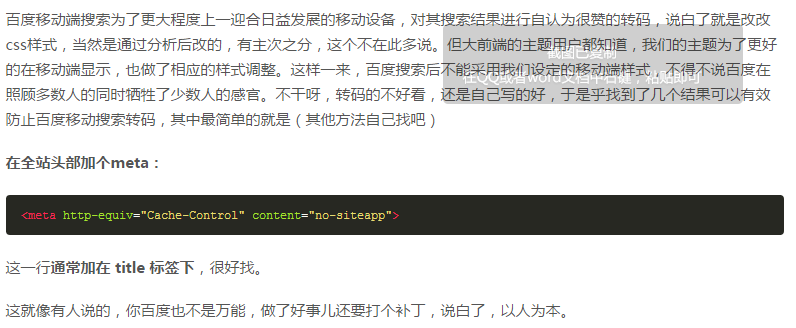 百度移动端搜索为了更大程度上一迎合日益发展的移动设备，对其搜索结果进行自认为很赞的转码，说白了就是改改
css样式，当然是通过分析后改的，有主次之分，这个不在此多说。但大前端的主题用户都知道，我们的主题为了更好
的在移动端显示，也做了相应的样式调整。这样一来，百度搜索后不能采用我们设定的移动端样式，不得不说百度在
照顾多数人的同时牺牲了少数人的感官。不干呀，转码的不好看，还是自己写的好，于是乎找到了几个结果可以有效
防止百度移动搜索转码，其中最简单的就是（其他方法自己找吧）
截图已复制
在QQ或者word文档中右键，粘贴即可
在全站头部加个meta：
<meta http-equiv="Cache-Control" content="no-siteapp">
这一行通常加在 title 标签下，很好找。
这就像有人说的，你百度也不是万能，做了好事儿还要打个补丁，说白了，以人为本。